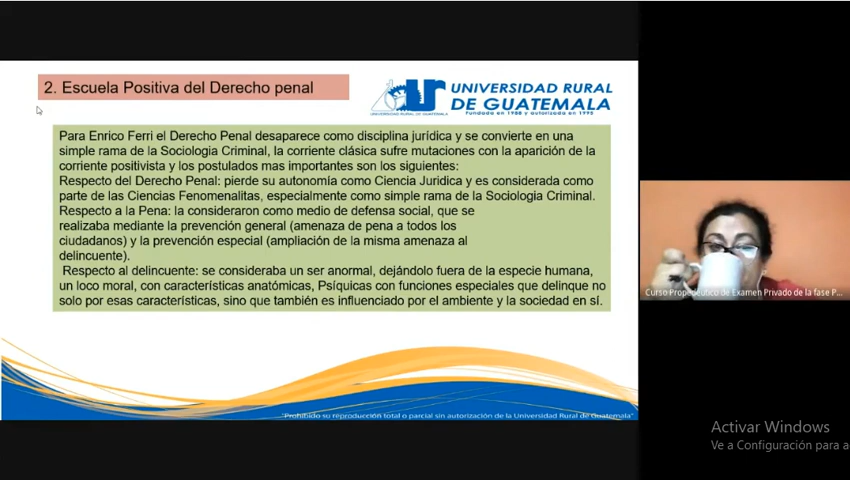 2. Escuela Positiva del Derecho penal
UNIVERSIDAD RURAL
DE GUATEMALA
Fundada en 1988 y autorizada en 1995
UNIVERSIDAD RURAL DE GUATEMALA
Para Enrico Ferri el Derecho Penal desaparece como disciplina jurídica y se convierte en una
simple rama de la Sociologia Criminal, la corriente clásica sufre mutaciones con la aparición de la
corriente positivista y los postulados mas importantes son los siguientes:
Respecto del Derecho Penal: pierde su autonomía como Ciencia Juridica y es considerada como
parte de las Ciencias Fenomenalitas, especialmente como simple rama de la Sociologia Criminal.
Respecto a la Pena: la consideraron como medio de defensa social, que se
realizaba mediante la prevención general (amenaza de pena a todos los
ciudadanos) y la prevención especial (ampliación de la misma amenaza al
delincuente).
Respecto al delincuente: se consideraba un ser anormal, dejándolo fuera de la especie humana,
un loco moral, con características anatómicas, Psíquicas con funciones especiales que delinque no
solo por esas características, sino que también es influenciado por el ambiente y la sociedad en sí.
"Prohibido su reproducción total o parcial sin autorización de la Universidad Rural de Guatemala"
Curso Propedéutico de Examen Privado de la fase P...
Activar Windows
Ve a Configuración para a